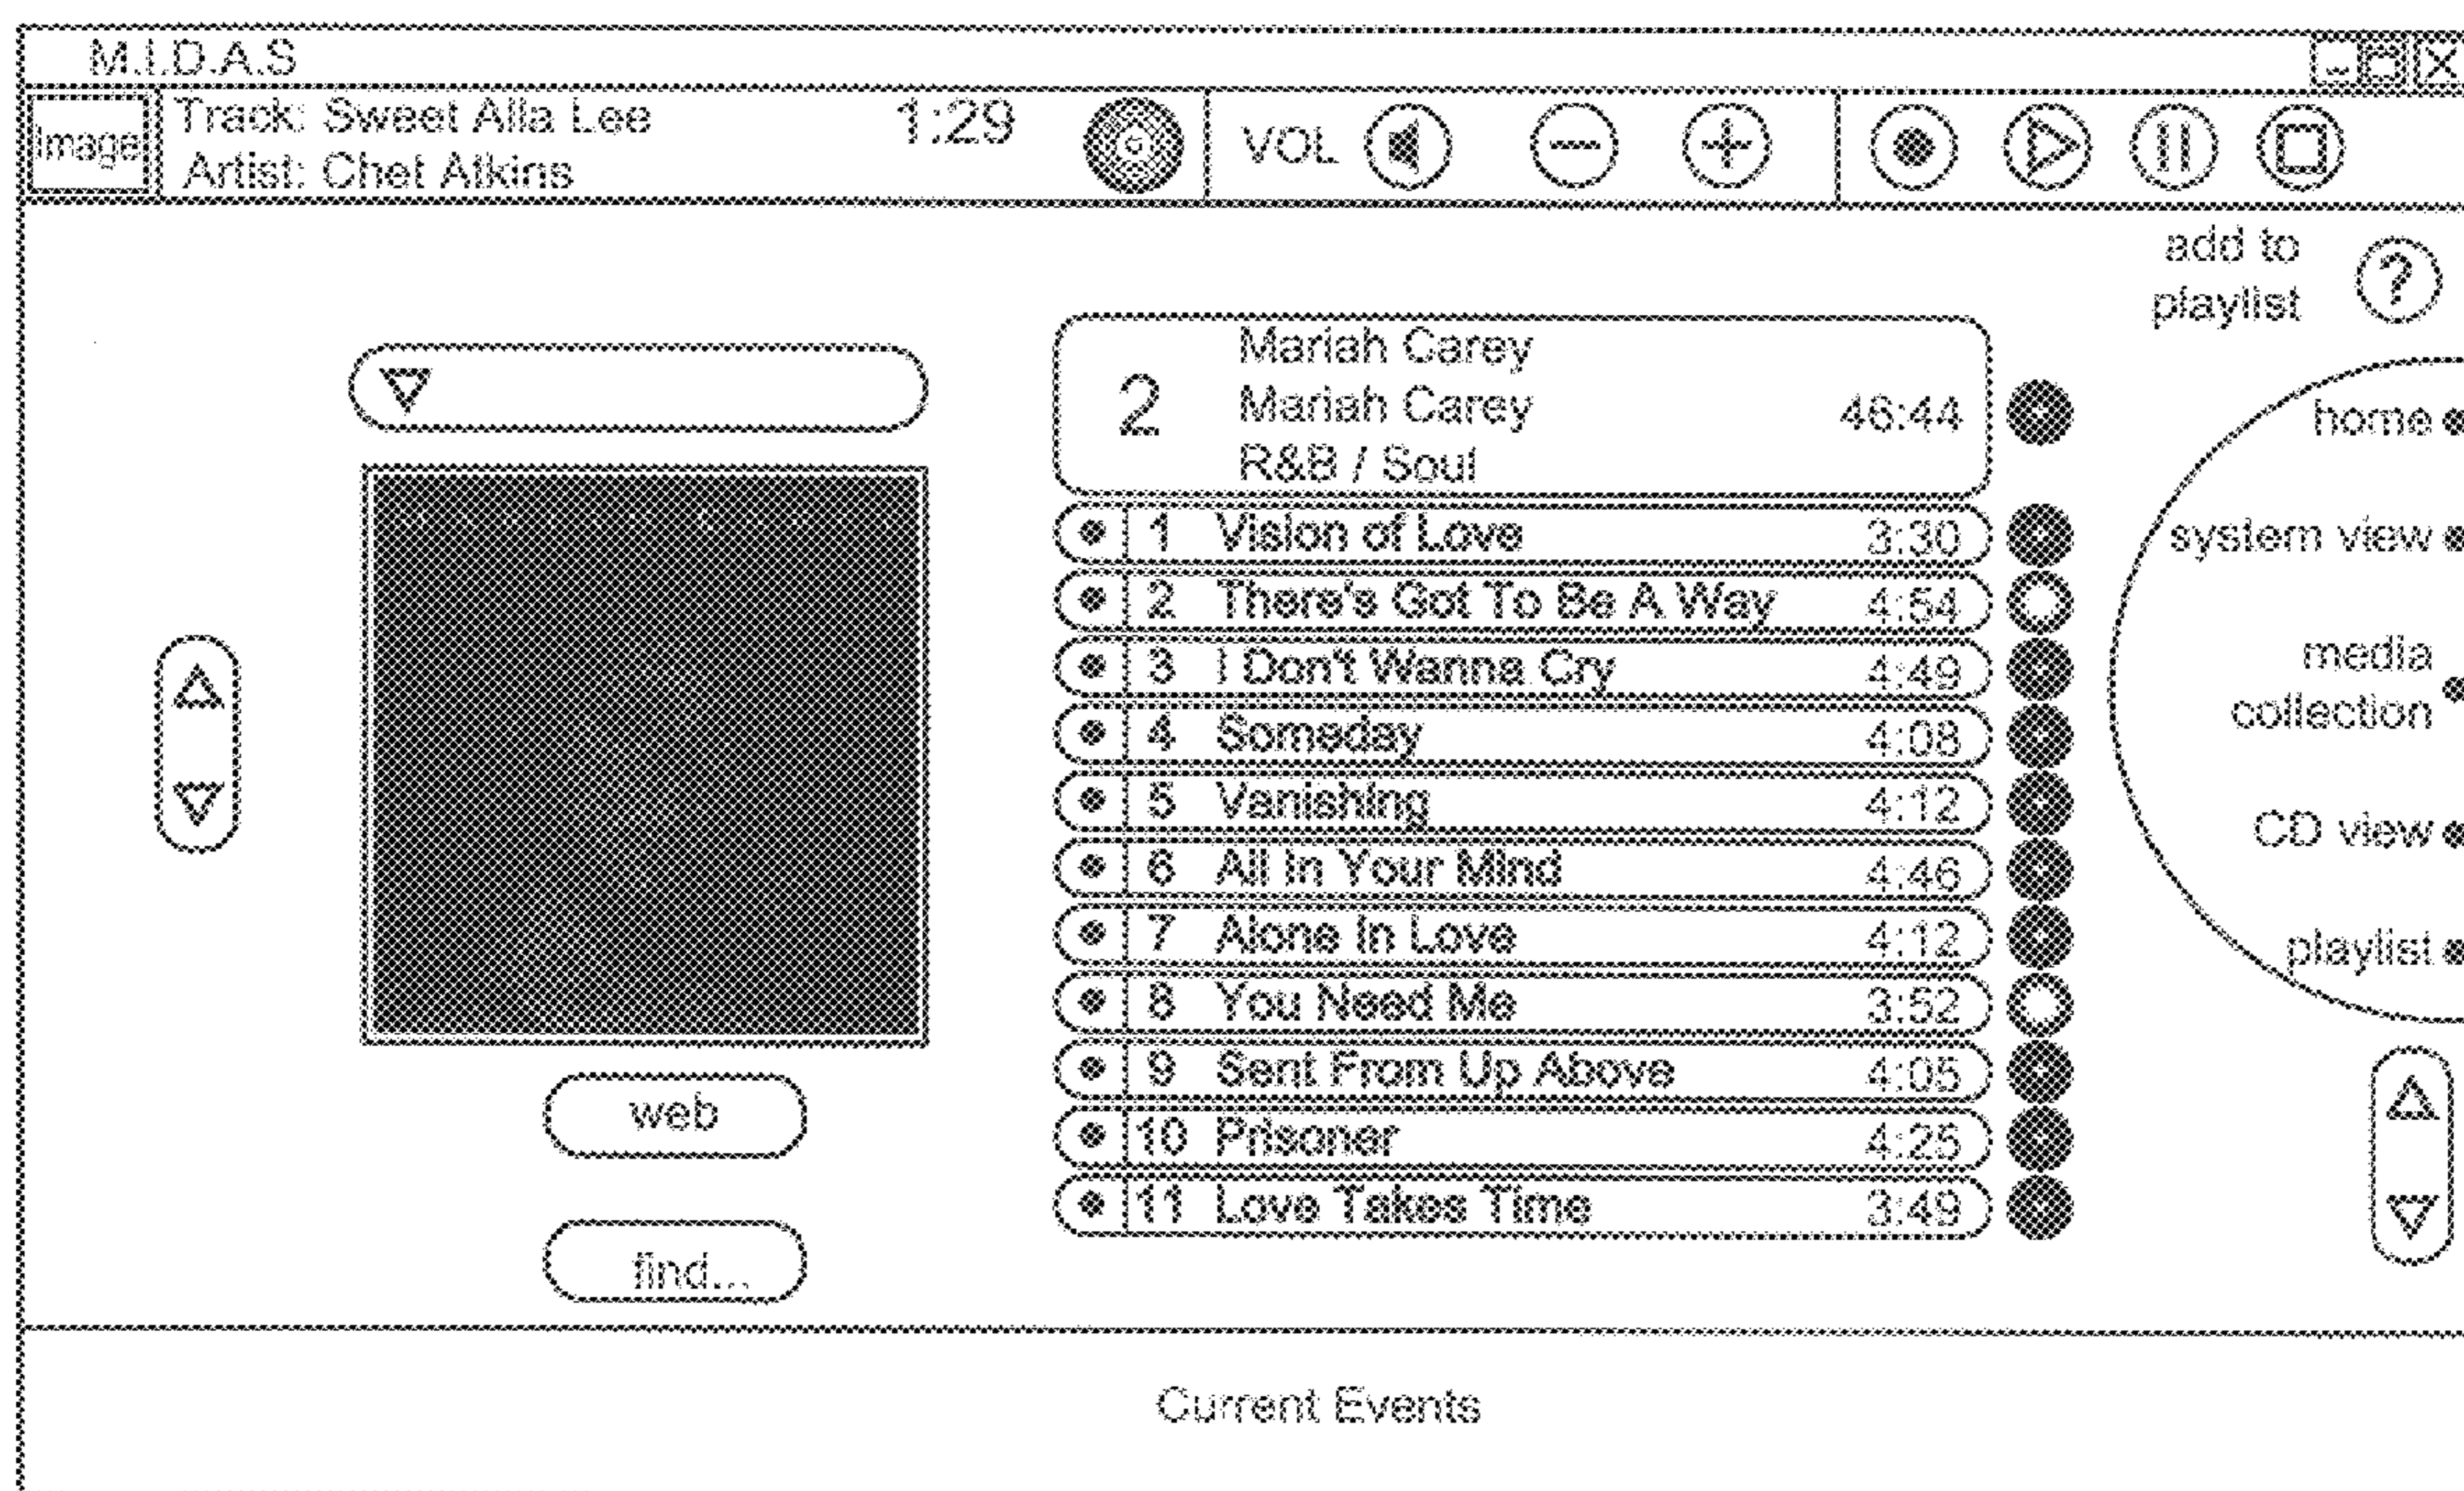 M.I.D.A.S
Image
Track: Sweet Alla Lee
Artist: Chet Atkins
1:29
VOL
add to
playlist
?
Mariah Carey
2 Mariah Carey 46:44
R&B / Soul
1 Vision of Love 3:30
2 There's Got To Be A Way 4:54
3 I Don't Wanna Cry 4:49
4 Someday 4:08
5 Vanishing 4:12
6 All In Your Mind 4:46
7 Alone In Love 4:12
8 You Need Me 3:52
9 Sent From Up Above 4:05
10 Prisoner 4:25
11 Love Takes Time 3:49
home
system view
media
collection
CD view
playlist
web
find...
Current Events